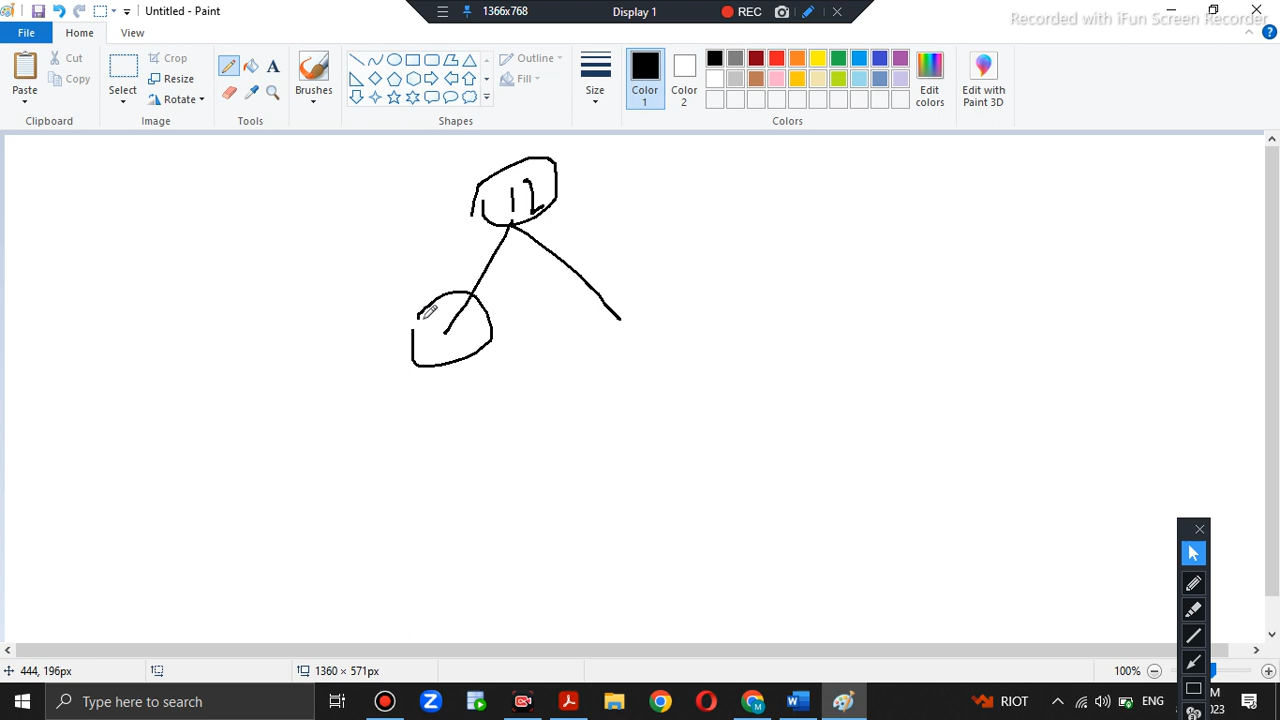 Untitled - Paint
1366x768
Display 1
REC
Recorded with iFun Screen Recorder
File
Home
View
Paste
Cut
Copy
Clipboard
Select
Crop
Resize
Rotate
Image
Tools
Brushes
Outline
Fill
Shapes
Size
Color 1
Color 2
Edit colors
Edit with Paint 3D
Colors
12
444, 196px
1360 × 571px
100%
Type here to search
RIOT
ENG
M
023